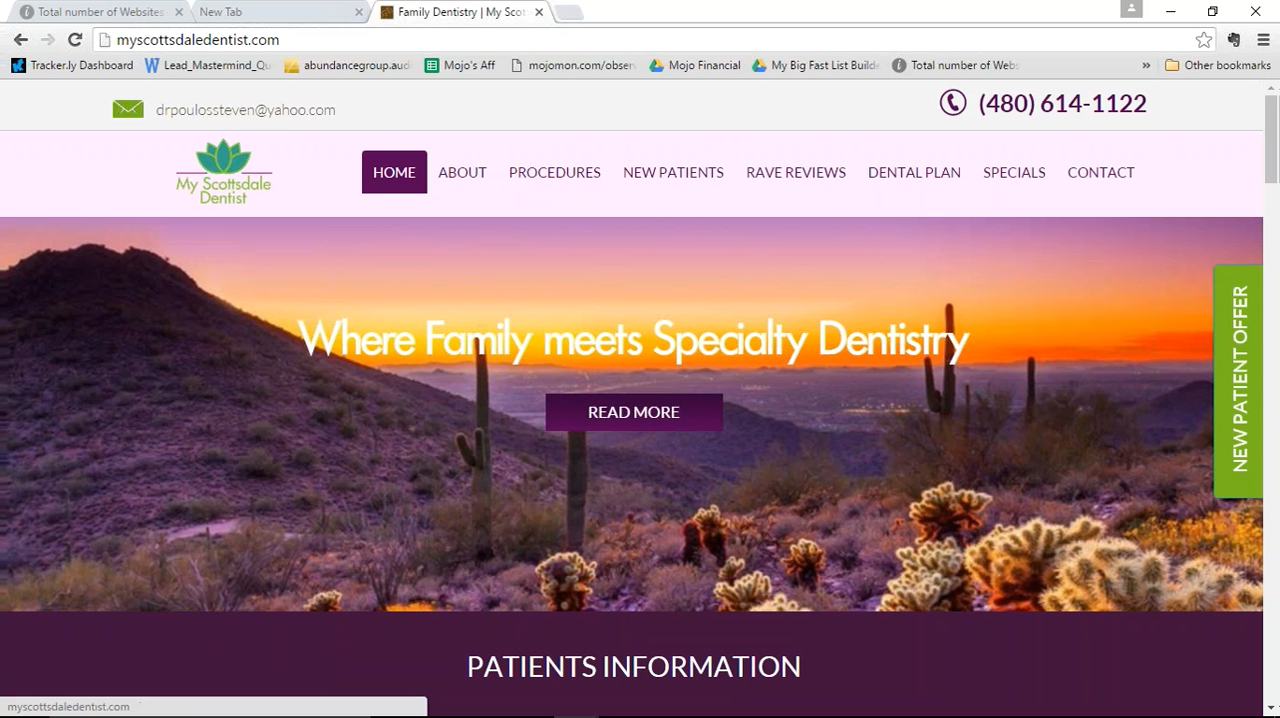 Total number of Websites
New Tab
Family Dentistry | My Scot
myscottsdaledentist.com
Tracker.ly Dashboard
Lead_Mastermind_Qu
abundancegroup.aud
Mojo's Aff
mojomon.com/obser
Mojo Financial
My Big Fast List Builde
Total number of Webs
»
Other bookmarks
drpoulossteven@yahoo.com
(480) 614-1122
My Scottsdale
Dentist
HOME
ABOUT
PROCEDURES
NEW PATIENTS
RAVE REVIEWS
DENTAL PLAN
SPECIALS
CONTACT
Where Family meets Specialty Dentistry
READ MORE
NEW PATIENT OFFER
PATIENTS INFORMATION
myscottsdaledentist.com